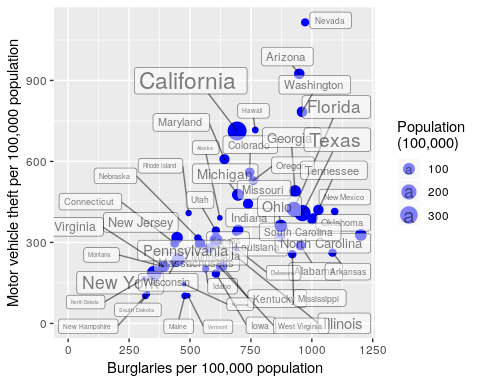 Nevada
Arizona
Washington
California
Florida
Hawaii
Maryland
Georgia
Texas
Alaska
Colorado
Rhode Island
Michigan
Oregon
Tennessee
Nebraska
Missouri
Utah
New Mexico
Connecticut
Ohio
Indiana
Oklahoma
Virginia
New Jersey
South Carolina
North Carolina
Louisiana
Montana
Pennsylvania
Massachusetts
Delaware
Alabama
Arkansas
New York
Wisconsin
Idaho
North Dakota
Kentucky
Mississippi
South Dakota
New Hampshire
Maine
Vermont
Iowa
West Virginia
Illinois
900
600
300
0
0
250
500
750
1000
1250
Burglaries per 100,000 population
Motor vehicle theft per 100,000 population
Population
(100,000)
a 100
a 200
a 300